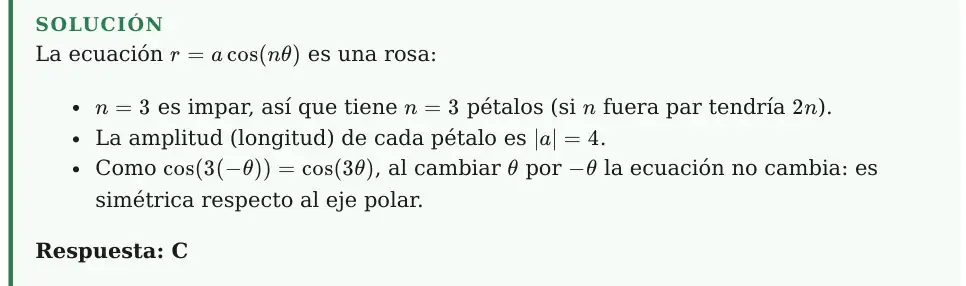 SOLUCIÓN
La ecuación r = a cos(nθ) es una rosa:
• n = 3 es impar, así que tiene n = 3 pétalos (si n fuera par tendría 2n).
• La amplitud (longitud) de cada pétalo es |a| = 4.
• Como cos(3(−θ)) = cos(3θ), al cambiar θ por −θ la ecuación no cambia: es
simétrica respecto al eje polar.
Respuesta: C